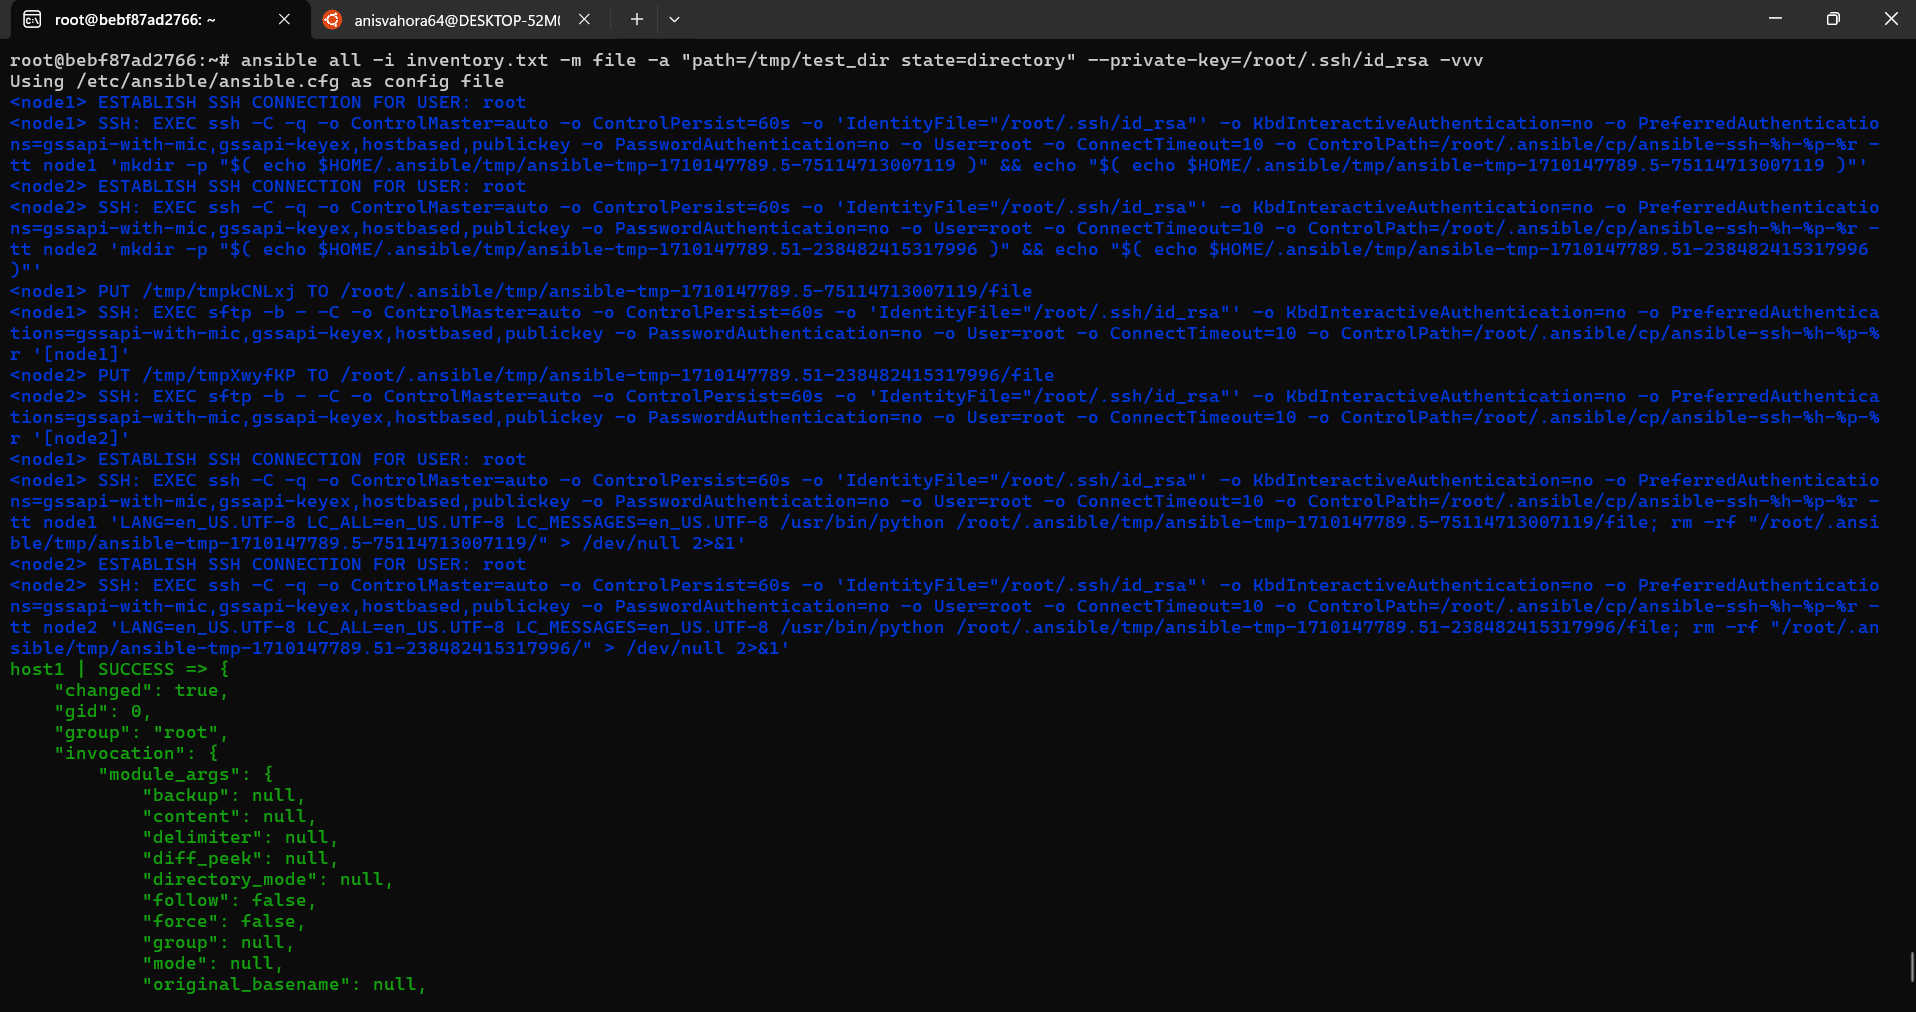 root@bebf87ad2766: ~
anisvahora64@DESKTOP-52M
root@bebf87ad2766:~# ansible all -i inventory.txt -m file -a "path=/tmp/test_dir state=directory" --private-key=/root/.ssh/id_rsa -vvv
Using /etc/ansible/ansible.cfg as config file
<node1> ESTABLISH SSH CONNECTION FOR USER: root
<node1> SSH: EXEC ssh -C -q -o ControlMaster=auto -o ControlPersist=60s -o 'IdentityFile="/root/.ssh/id_rsa"' -o KbdInteractiveAuthentication=no -o PreferredAuthenticatio
ns=gssapi-with-mic,gssapi-keyex,hostbased,publickey -o PasswordAuthentication=no -o User=root -o ConnectTimeout=10 -o ControlPath=/root/.ansible/cp/ansible-ssh-%h-%p-%r -
tt node1 'mkdir -p "$( echo $HOME/.ansible/tmp/ansible-tmp-1710147789.5-75114713007119 )" && echo "$( echo $HOME/.ansible/tmp/ansible-tmp-1710147789.5-75114713007119 )"'
<node2> ESTABLISH SSH CONNECTION FOR USER: root
<node2> SSH: EXEC ssh -C -q -o ControlMaster=auto -o ControlPersist=60s -o 'IdentityFile="/root/.ssh/id_rsa"' -o KbdInteractiveAuthentication=no -o PreferredAuthenticatio
ns=gssapi-with-mic,gssapi-keyex,hostbased,publickey -o PasswordAuthentication=no -o User=root -o ConnectTimeout=10 -o ControlPath=/root/.ansible/cp/ansible-ssh-%h-%p-%r -
tt node2 'mkdir -p "$( echo $HOME/.ansible/tmp/ansible-tmp-1710147789.51-238482415317996 )" && echo "$( echo $HOME/.ansible/tmp/ansible-tmp-1710147789.51-238482415317996
)"'
<node1> PUT /tmp/tmpkCNLxj TO /root/.ansible/tmp/ansible-tmp-1710147789.5-75114713007119/file
<node1> SSH: EXEC sftp -b - -C -o ControlMaster=auto -o ControlPersist=60s -o 'IdentityFile="/root/.ssh/id_rsa"' -o KbdInteractiveAuthentication=no -o PreferredAuthentica
tions=gssapi-with-mic,gssapi-keyex,hostbased,publickey -o PasswordAuthentication=no -o User=root -o ConnectTimeout=10 -o ControlPath=/root/.ansible/cp/ansible-ssh-%h-%p-%
r '[node1]'
<node2> PUT /tmp/tmpXwyfKP TO /root/.ansible/tmp/ansible-tmp-1710147789.51-238482415317996/file
<node2> SSH: EXEC sftp -b - -C -o ControlMaster=auto -o ControlPersist=60s -o 'IdentityFile="/root/.ssh/id_rsa"' -o KbdInteractiveAuthentication=no -o PreferredAuthentica
tions=gssapi-with-mic,gssapi-keyex,hostbased,publickey -o PasswordAuthentication=no -o User=root -o ConnectTimeout=10 -o ControlPath=/root/.ansible/cp/ansible-ssh-%h-%p-%
r '[node2]'
<node1> ESTABLISH SSH CONNECTION FOR USER: root
<node1> SSH: EXEC ssh -C -q -o ControlMaster=auto -o ControlPersist=60s -o 'IdentityFile="/root/.ssh/id_rsa"' -o KbdInteractiveAuthentication=no -o PreferredAuthenticatio
ns=gssapi-with-mic,gssapi-keyex,hostbased,publickey -o PasswordAuthentication=no -o User=root -o ConnectTimeout=10 -o ControlPath=/root/.ansible/cp/ansible-ssh-%h-%p-%r -
tt node1 'LANG=en_US.UTF-8 LC_ALL=en_US.UTF-8 LC_MESSAGES=en_US.UTF-8 /usr/bin/python /root/.ansible/tmp/ansible-tmp-1710147789.5-75114713007119/file; rm -rf "/root/.ansi
ble/tmp/ansible-tmp-1710147789.5-75114713007119/" > /dev/null 2>&1'
<node2> ESTABLISH SSH CONNECTION FOR USER: root
<node2> SSH: EXEC ssh -C -q -o ControlMaster=auto -o ControlPersist=60s -o 'IdentityFile="/root/.ssh/id_rsa"' -o KbdInteractiveAuthentication=no -o PreferredAuthenticatio
ns=gssapi-with-mic,gssapi-keyex,hostbased,publickey -o PasswordAuthentication=no -o User=root -o ConnectTimeout=10 -o ControlPath=/root/.ansible/cp/ansible-ssh-%h-%p-%r -
tt node2 'LANG=en_US.UTF-8 LC_ALL=en_US.UTF-8 LC_MESSAGES=en_US.UTF-8 /usr/bin/python /root/.ansible/tmp/ansible-tmp-1710147789.51-238482415317996/file; rm -rf "/root/.an
sible/tmp/ansible-tmp-1710147789.51-238482415317996/" > /dev/null 2>&1'
host1 | SUCCESS => {
    "changed": true,
    "gid": 0,
    "group": "root",
    "invocation": {
        "module_args": {
            "backup": null,
            "content": null,
            "delimiter": null,
            "diff_peek": null,
            "directory_mode": null,
            "follow": false,
            "force": false,
            "group": null,
            "mode": null,
            "original_basename": null,